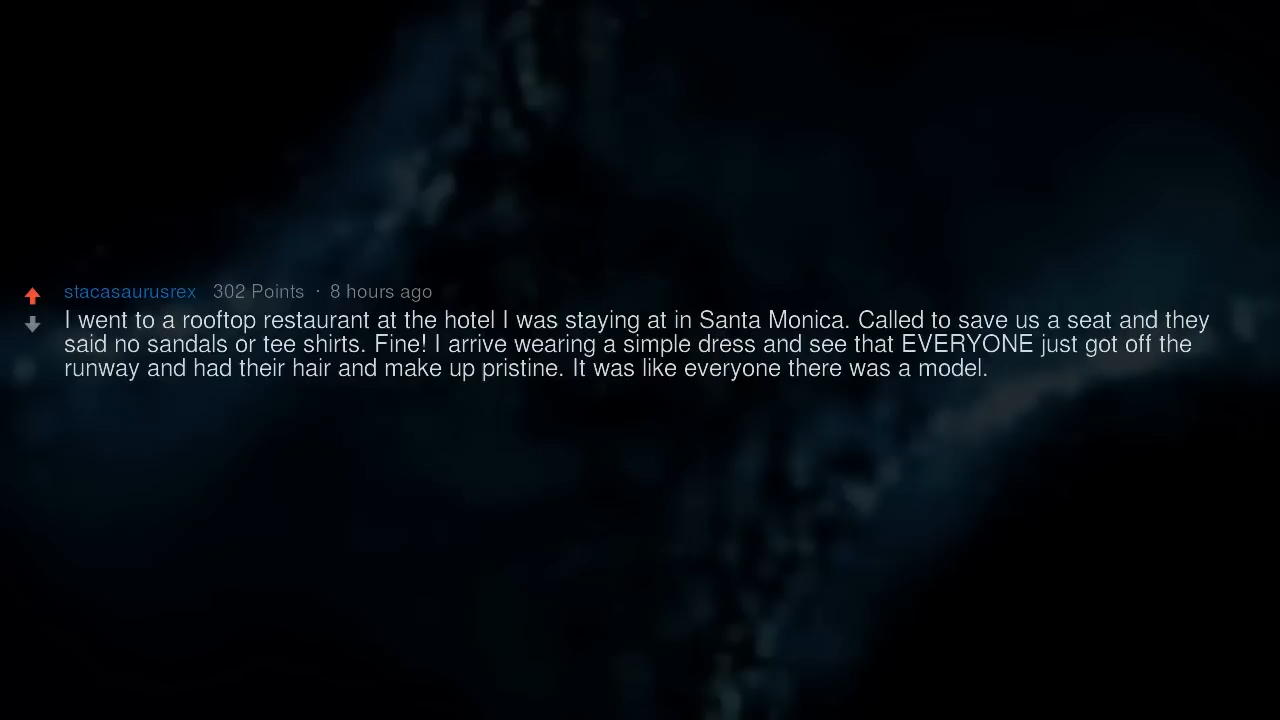 stacasaurusrex 302 Points · 8 hours ago
I went to a rooftop restaurant at the hotel I was staying at in Santa Monica. Called to save us a seat and they
said no sandals or tee shirts. Fine! I arrive wearing a simple dress and see that EVERYONE just got off the
runway and had their hair and make up pristine. It was like everyone there was a model.